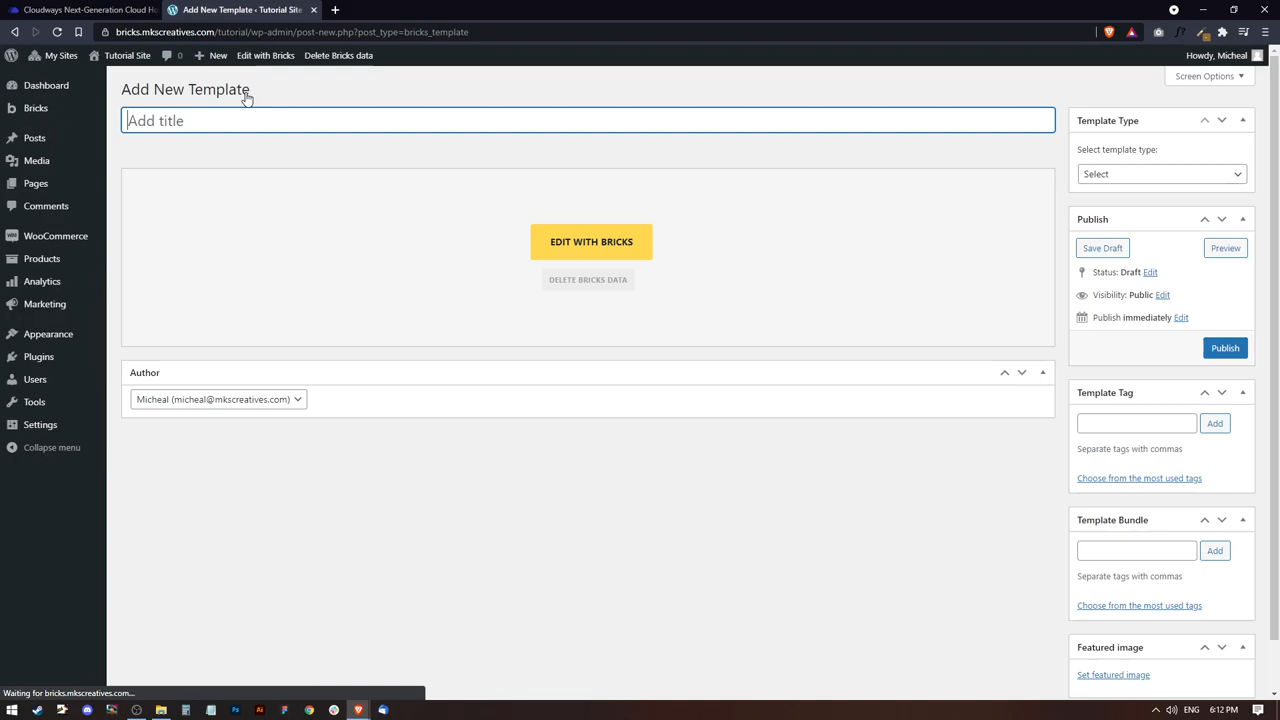 Cloudways Next-Generation Cloud Ho
Add New Template ‹ Tutorial Site
bricks.mkscreatives.com/tutorial/wp-admin/post-new.php?post_type=bricks_template
My Sites
Tutorial Site
0
New
Edit with Bricks
Delete Bricks data
Howdy, Micheal
Dashboard
Bricks
Posts
Media
Pages
Comments
WooCommerce
Products
Analytics
Marketing
Appearance
Plugins
Users
Tools
Settings
Collapse menu
Screen Options
Add New Template
Add title
EDIT WITH BRICKS
DELETE BRICKS DATA
Author
Micheal (micheal@mkscreatives.com)
Template Type
Select template type:
Select
Publish
Save Draft
Preview
Status: Draft Edit
Visibility: Public Edit
Publish immediately Edit
Publish
Template Tag
Add
Separate tags with commas
Choose from the most used tags
Template Bundle
Add
Separate tags with commas
Choose from the most used tags
Featured image
Set featured image
Waiting for bricks.mkscreatives.com...
Ps
Ai
ENG
6:12 PM